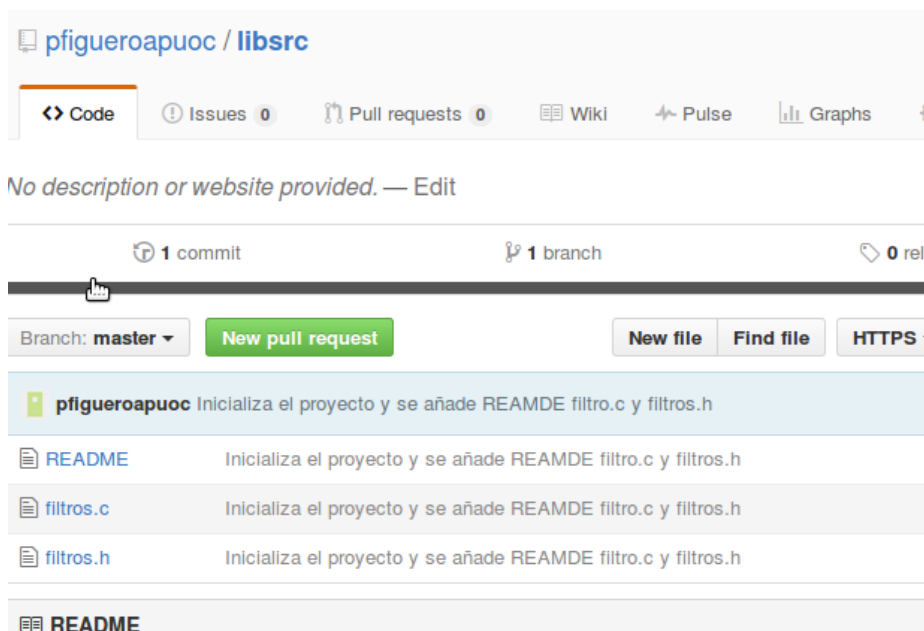 pfigueroapuoc / libsrc
<> Code Issues 0 Pull requests 0 Wiki Pulse Graphs
No description or website provided. — Edit
1 commit 1 branch 0 rel
Branch: master New pull request New file Find file HTTPS
pfigueroapuoc Inicializa el proyecto y se añade REAMDE filtro.c y filtros.h
README Inicializa el proyecto y se añade REAMDE filtro.c y filtros.h
filtros.c Inicializa el proyecto y se añade REAMDE filtro.c y filtros.h
filtros.h Inicializa el proyecto y se añade REAMDE filtro.c y filtros.h
README